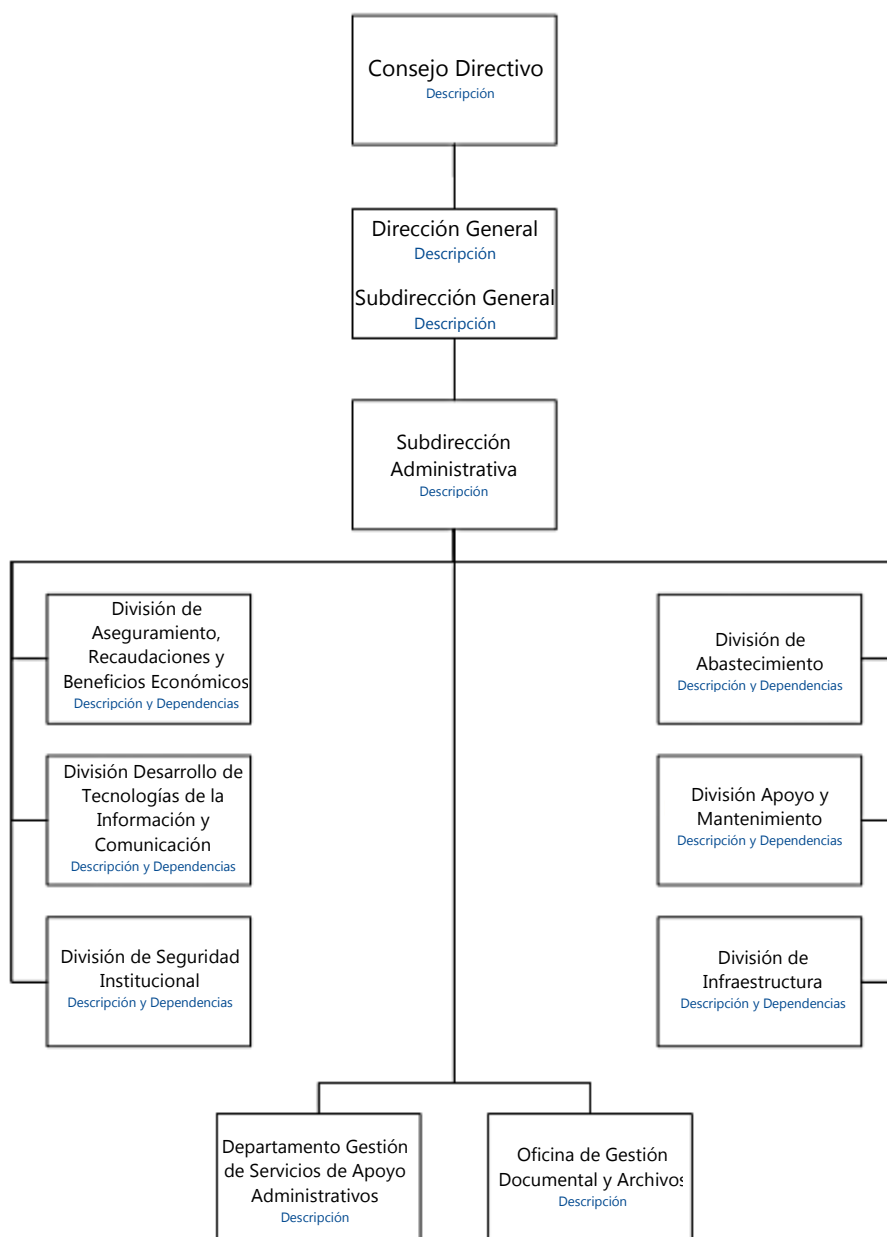 Consejo Directivo
Descripción
Dirección General
Descripción
Subdirección General
Descripción
Subdirección
Administrativa
Descripción
División de
Aseguramiento,
Recaudaciones y
Beneficios Económicos
Descripción y Dependencias
División de
Abastecimiento
Descripción y Dependencias
División Desarrollo de
Tecnologías de la
Información y
Comunicación
Descripción y Dependencias
División Apoyo y
Mantenimiento
Descripción y Dependencias
División de Seguridad
Institucional
Descripción y Dependencias
División de
Infraestructura
Descripción y Dependencias
Departamento Gestión
de Servicios de Apoyo
Administrativos
Descripción
Oficina de Gestión
Documental y Archivos
Descripción